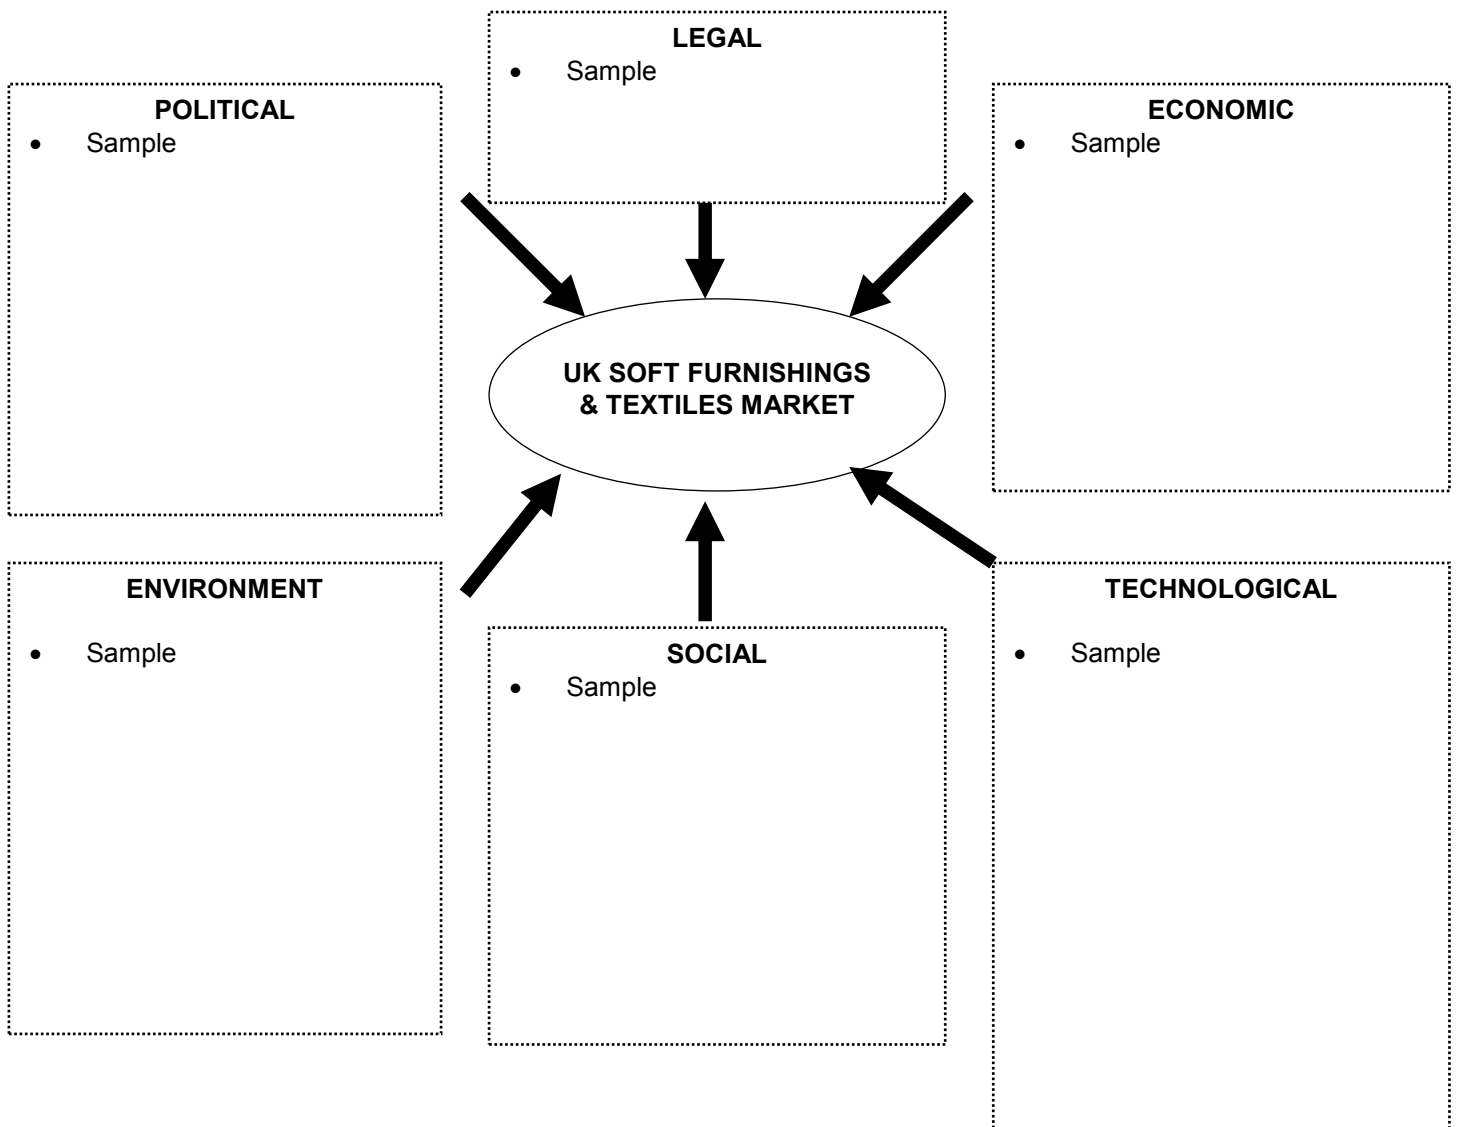 LEGAL
• Sample
POLITICAL
• Sample
ECONOMIC
• Sample
UK SOFT FURNISHINGS
& TEXTILES MARKET
ENVIRONMENT
• Sample
SOCIAL
• Sample
TECHNOLOGICAL
• Sample